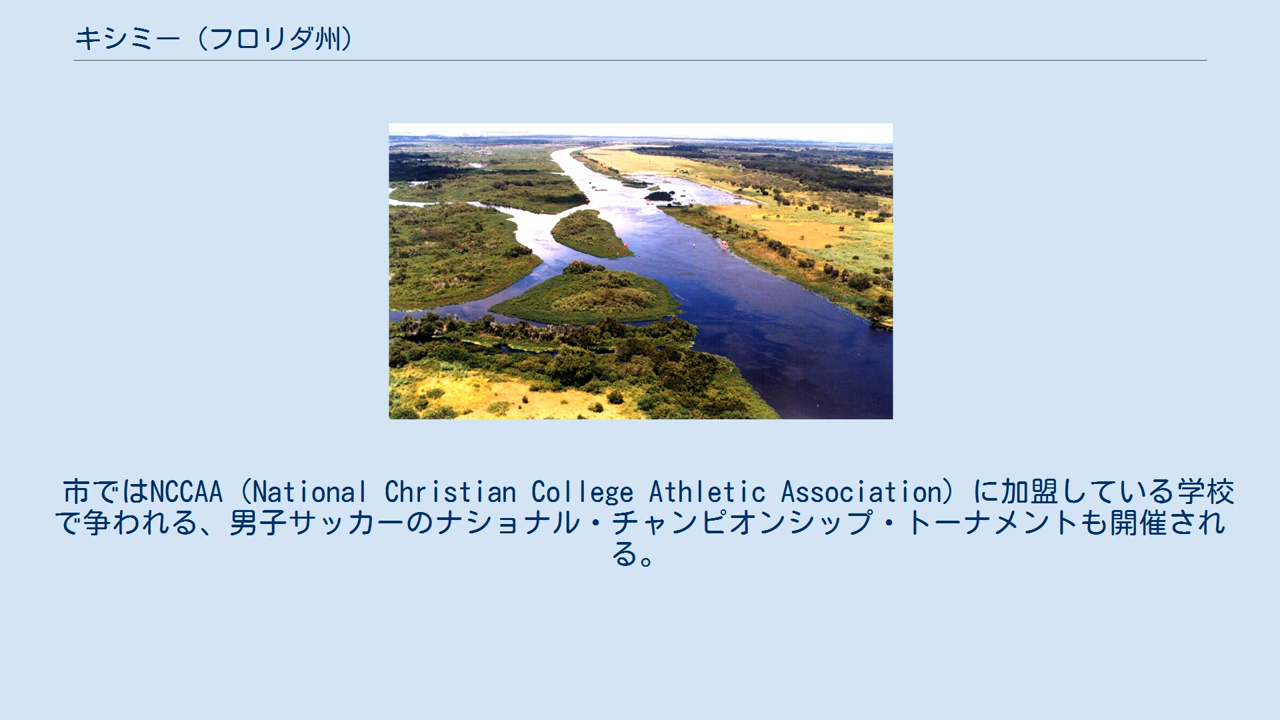 キシミー（フロリダ州）
市ではNCCAA（National Christian College Athletic Association）に加盟している学校
で争われる、男子サッカーのナショナル・チャンピオンシップ・トーナメントも開催され
る。